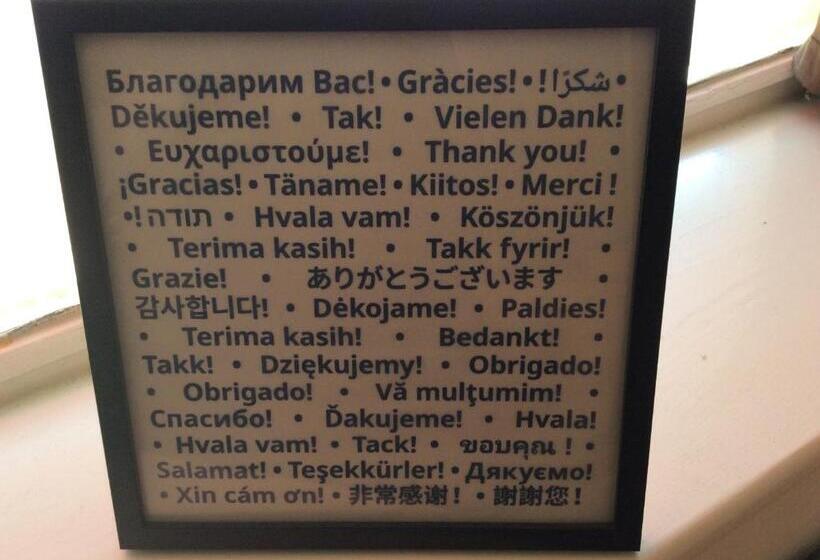 Благодарим Вас! • Gràcies! • شكرًا! •
Děkujeme! • Tak! • Vielen Dank!
• Ευχαριστούμε! • Thank you! •
¡Gracias! • Täname! • Kiitos! • Merci !
•! תודה • Hvala vam! • Köszönjük!
• Terima kasih! • Takk fyrir! •
Grazie! • ありがとうございます •
감사합니다! • Dėkojame! • Paldies!
• Terima kasih! • Bedankt! •
Takk! • Dziękujemy! • Obrigado!
• Obrigado! • Vă mulţumim! •
Спасибо! • Ďakujeme! • Hvala!
• Hvala vam! • Tack! • ขอบคุณ ! •
Salamat! • Teşekkürler! • Дякуємо!
• Xin cám ơn! • 非常感谢！ • 謝謝您！